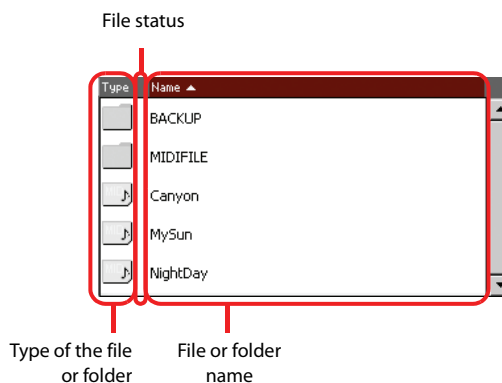 File status
Type Name
BACKUP
MIDIFILE
Canyon
MySun
NightDay
Type of the file
or folder
File or folder
name